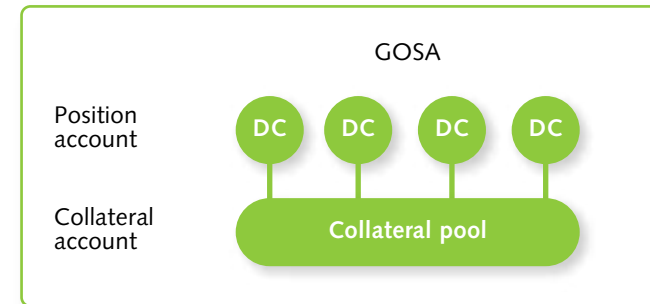 GOSA
Position
account
DC DC DC DC
Collateral
account
Collateral pool